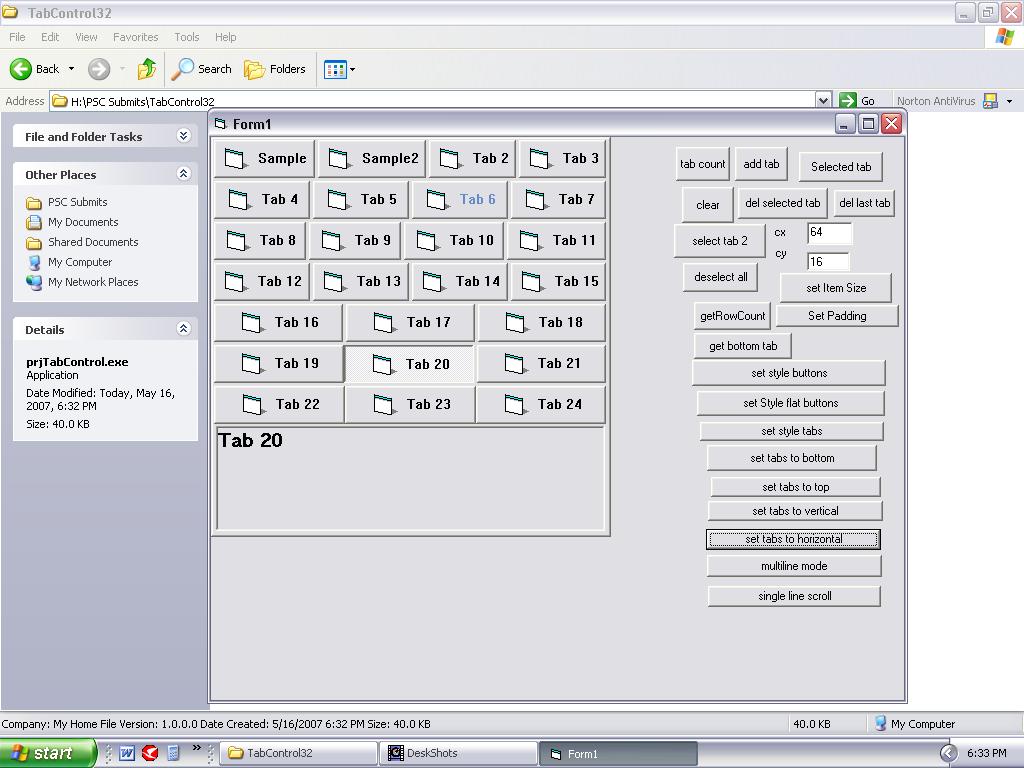 TabControl32
File Edit View Favorites Tools Help
Back Search Folders
Address H:\PSC Submits\TabControl32 Go Norton AntiVirus
File and Folder Tasks
Other Places
PSC Submits
My Documents
Shared Documents
My Computer
My Network Places
Details
prjTabControl.exe
Application
Date Modified: Today, May 16,
2007, 6:32 PM
Size: 40.0 KB
Form1
Sample Sample2 Tab 2 Tab 3
Tab 4 Tab 5 Tab 6 Tab 7
Tab 8 Tab 9 Tab 10 Tab 11
Tab 12 Tab 13 Tab 14 Tab 15
Tab 16 Tab 17 Tab 18
Tab 19 Tab 20 Tab 21
Tab 22 Tab 23 Tab 24
Tab 20
tab count add tab Selected tab
clear del selected tab del last tab
select tab 2 cx 64
cy 16
deselect all set Item Size
getRowCount Set Padding
get bottom tab
set style buttons
set Style flat buttons
set style tabs
set tabs to bottom
set tabs to top
set tabs to vertical
set tabs to horizontal
multiline mode
single line scroll
Company: My Home File Version: 1.0.0.0 Date Created: 5/16/2007 6:32 PM Size: 40.0 KB 40.0 KB My Computer
start TabControl32 DeskShots Form1 6:33 PM